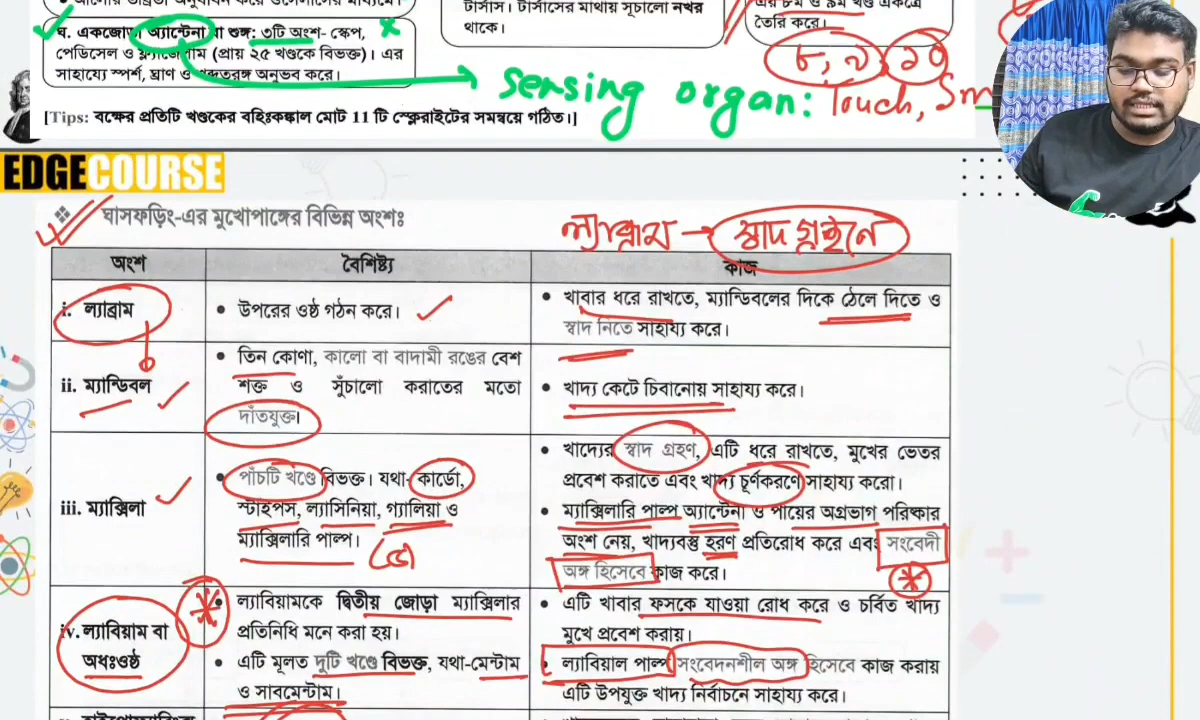 টার্সাস। টার্সাসের মাথায় সূচালো নখর
থাকে।
তৈরি করে।
৮, ৯, ১০
ঘ. একজোড়া অ্যান্টেনা বা শুঙ্গ: ৩টি অংশ- স্কেপ,
পেডিসেল ও ফ্ল্যাজেলাম (প্রায় ২৫ খণ্ডকে বিভক্ত)। এর
সাহায্যে স্পর্শ, ঘ্রাণ ও শব্দতরঙ্গ অনুভব করে।
sensing organ: Touch, Sm
[Tips: বক্ষের প্রতিটি খণ্ডকের বহিঃকঙ্কাল মোট 11 টি স্ক্লেরাইটের সমন্বয়ে গঠিত।]
EDGECOURSE
ঘাসফড়িং-এর মুখোপাঙ্গের বিভিন্ন অংশঃ
ল্যাব্রাম → স্বাদ গ্রহনে
অংশ বৈশিষ্ট্য কাজ
i. ল্যাব্রাম
• উপরের ওষ্ঠ গঠন করে।
• খাবার ধরে রাখতে, ম্যান্ডিবলের দিকে ঠেলে দিতে ও
স্বাদ নিতে সাহায্য করে।
ii. ম্যান্ডিবল
• তিন কোণা, কালো বা বাদামী রঙের বেশ
শক্ত ও সুঁচালো করাতের মতো
দাঁতযুক্ত।
• খাদ্য কেটে চিবানোয় সাহায্য করে।
iii. ম্যাক্সিলা
• পাঁচটি খণ্ডে বিভক্ত। যথা- কার্ডো,
স্টাইপস, ল্যাসিনিয়া, গ্যালিয়া ও
ম্যাক্সিলারি পাল্প।
• খাদ্যের স্বাদ গ্রহণ, এটি ধরে রাখতে, মুখের ভেতর
প্রবেশ করাতে এবং খাদ্য চূর্ণকরণে সাহায্য করে।
• ম্যাক্সিলারি পাল্প অ্যান্টেনা ও পায়ের অগ্রভাগ পরিষ্কার
অংশ নেয়, খাদ্যবস্তু হরণ প্রতিরোধ করে এবং সংবেদী
অঙ্গ হিসেবে কাজ করে।
iv. ল্যাবিয়াম বা
অধঃওষ্ঠ
• ল্যাবিয়ামকে দ্বিতীয় জোড়া ম্যাক্সিলার
প্রতিনিধি মনে করা হয়।
• এটি মূলত দুটি খণ্ডে বিভক্ত, যথা-মেন্টাম
ও সাবমেন্টাম।
• এটি খাবার ফসকে যাওয়া রোধ করে ও চর্বিত খাদ্য
মুখে প্রবেশ করায়।
• ল্যাবিয়াল পাল্প সংবেদনশীল অঙ্গ হিসেবে কাজ করায়
এটি উপযুক্ত খাদ্য নির্বাচনে সাহায্য করে।